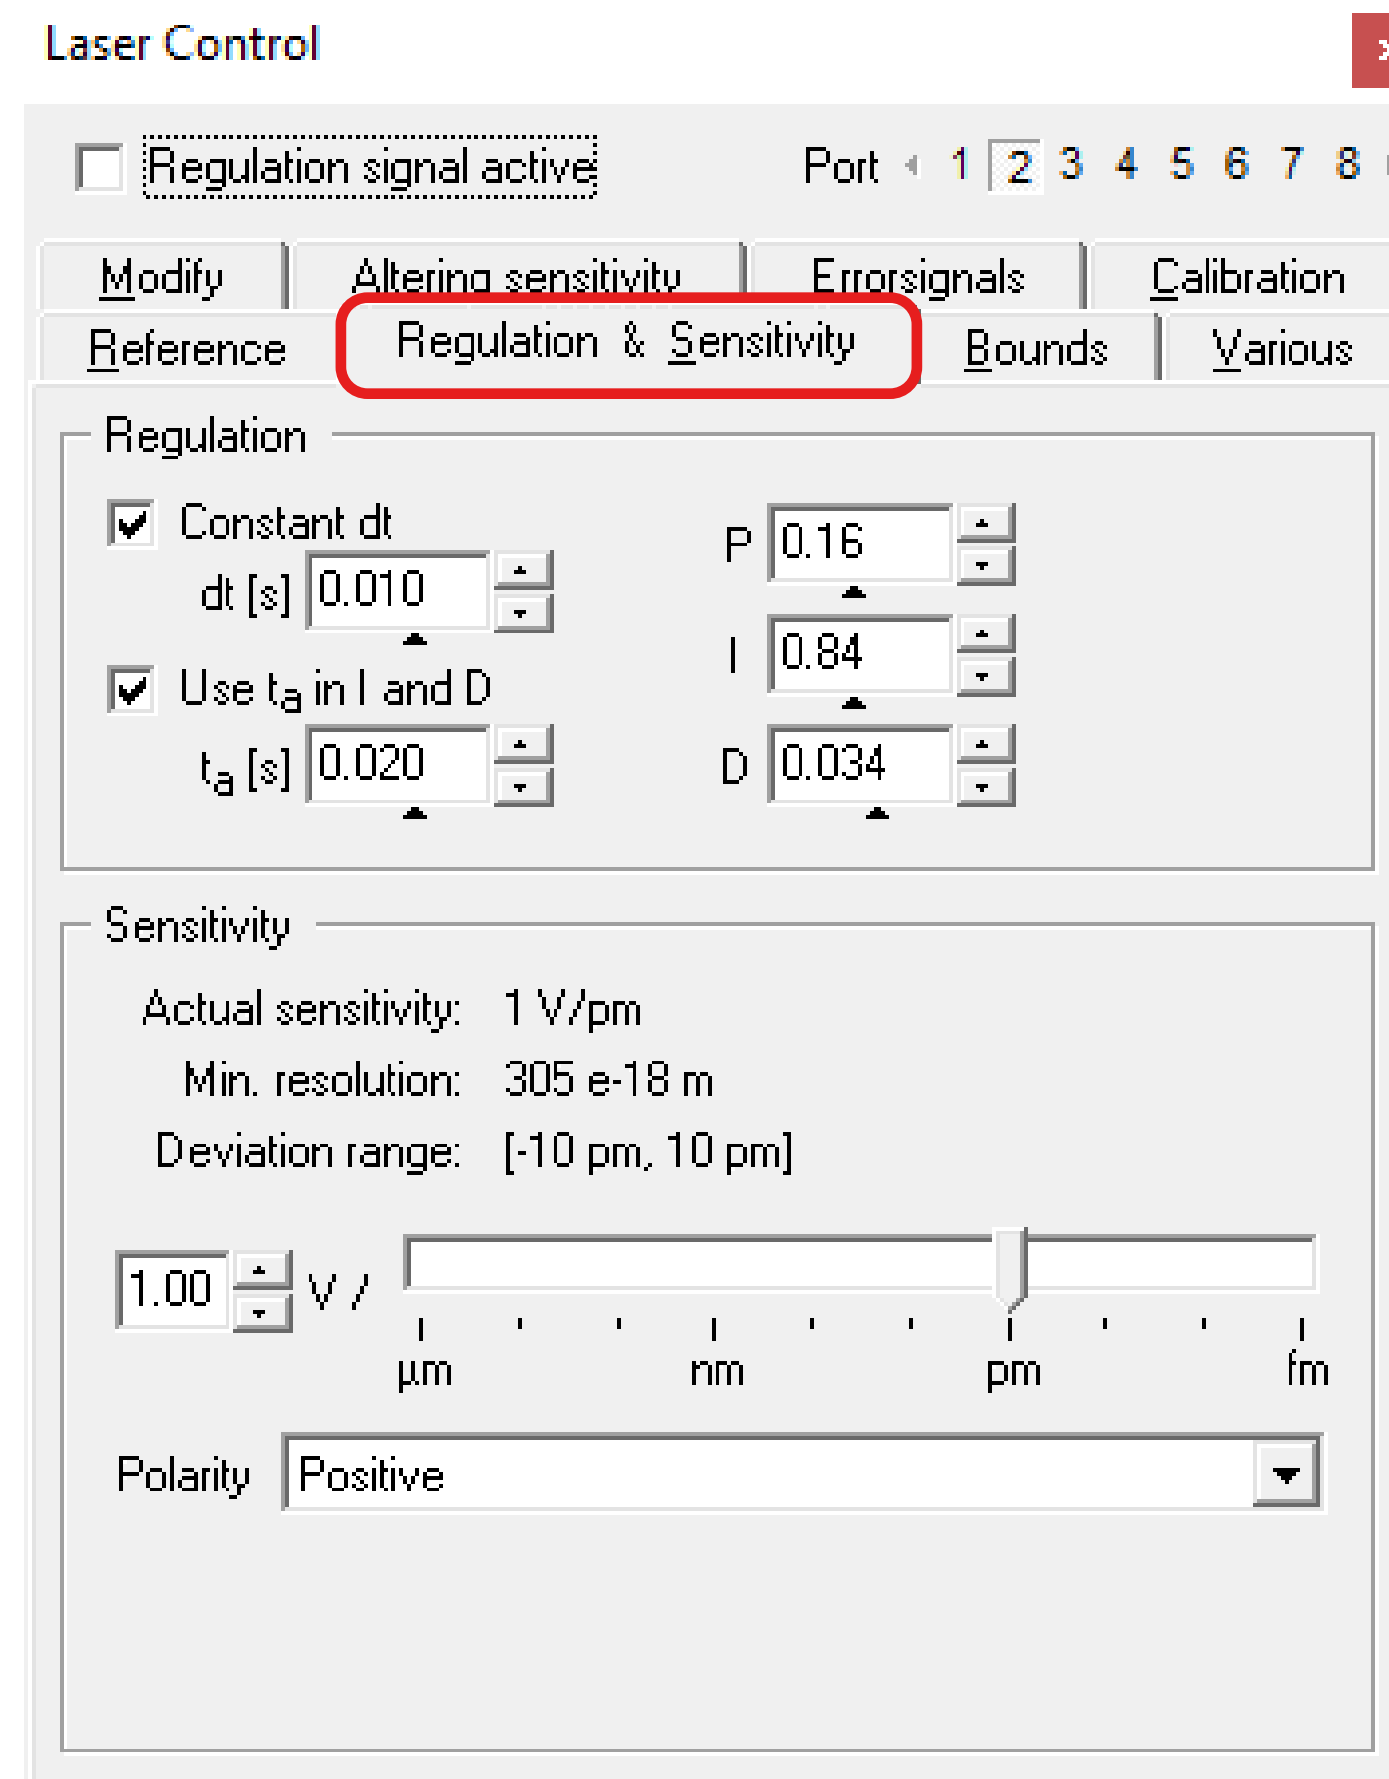 Laser Control
Regulation signal active Port 1 2 3 4 5 6 7 8
Modify Altering sensitivity Errorsignals Calibration
Reference Regulation & Sensitivity Bounds Various
Regulation
Constant dt
dt [s] 0.010
Use ta in I and D
ta [s] 0.020
P 0.16
I 0.84
D 0.034
Sensitivity
Actual sensitivity: 1 V/pm
Min. resolution: 305 e-18 m
Deviation range: [-10 pm, 10 pm]
1.00 V /
µm nm pm fm
Polarity Positive